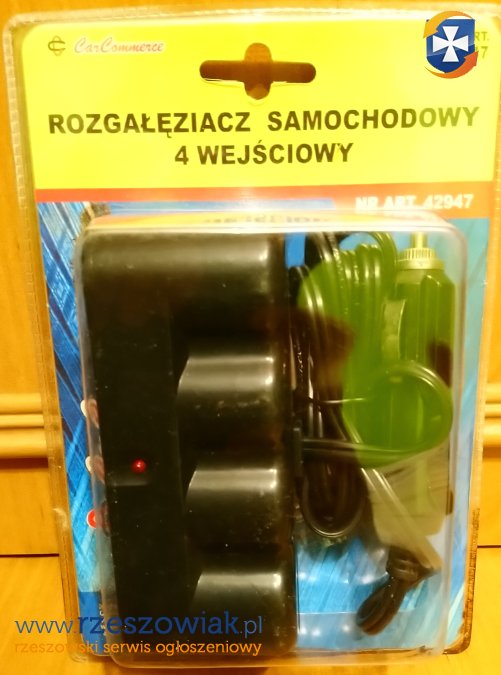 CarCommerce
ROZGAŁĘZIACZ SAMOCHODOWY
4 WEJŚCIOWY
NR ART. 42947
www.rzeszowiak.pl
rzeszowski serwis ogłoszeniowy